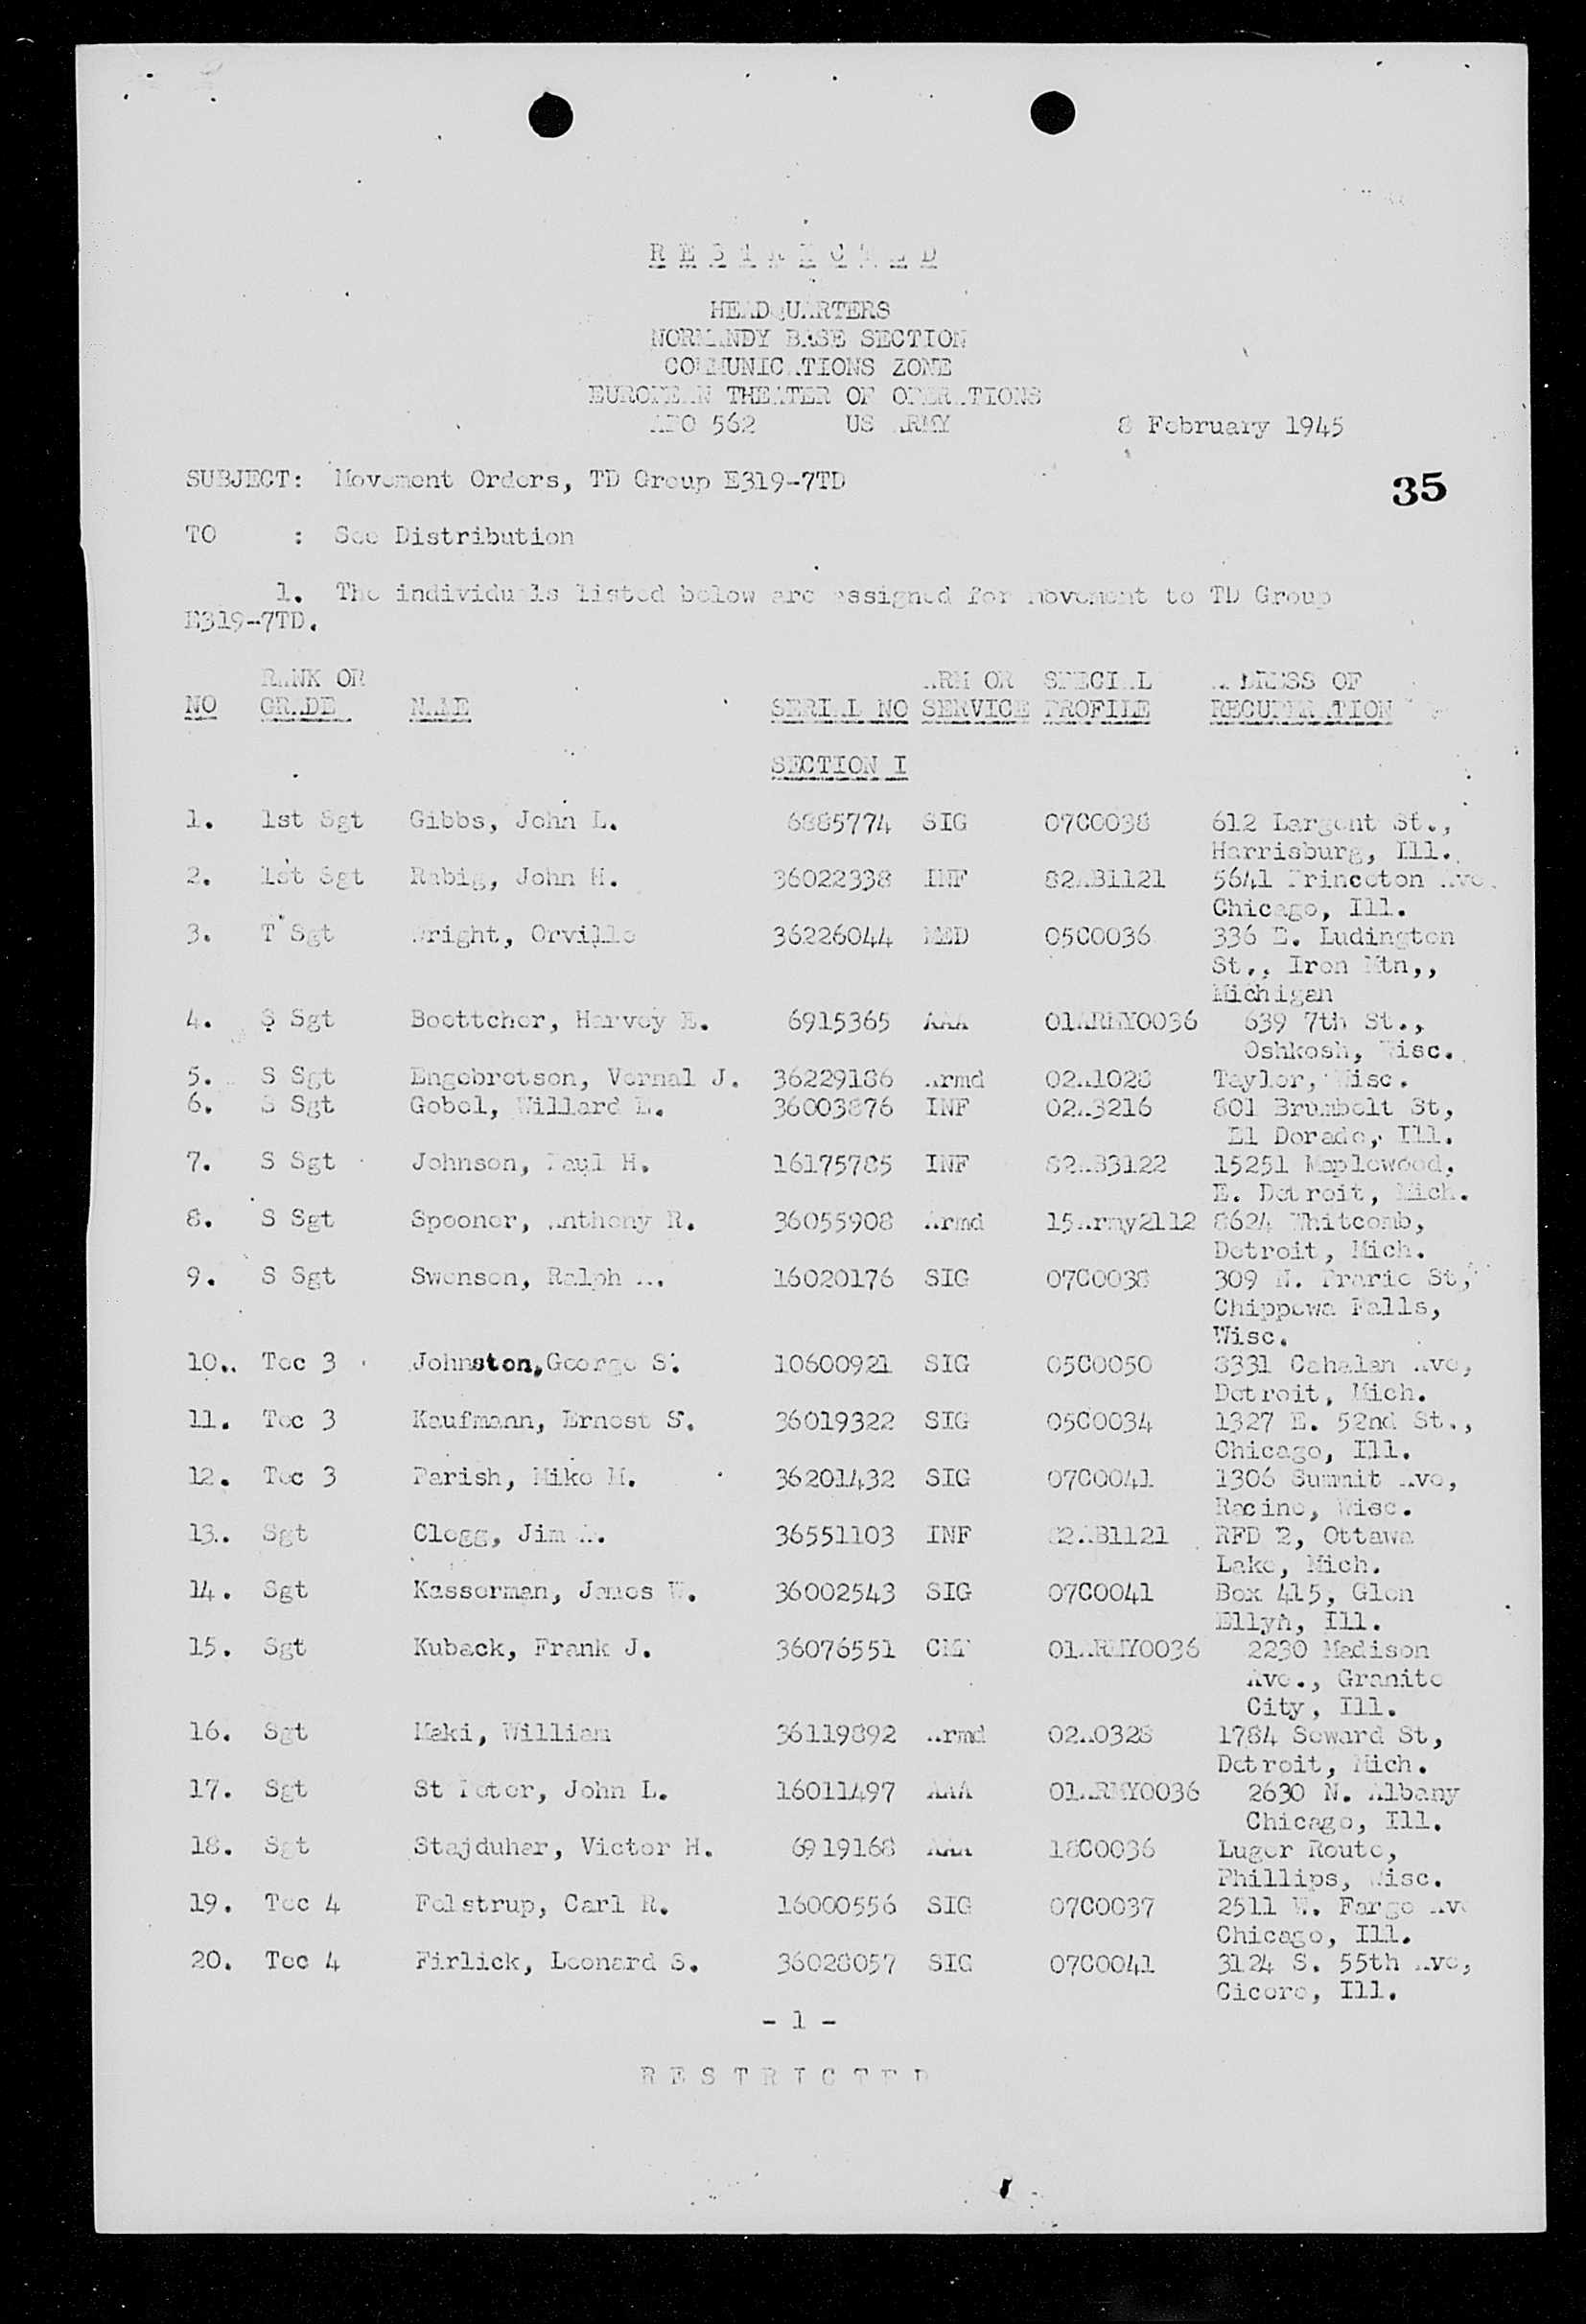 RESTRICTED
HEADQUARTERS
NORMANDY BASE SECTION
COMMUNICATIONS ZONE
EUROPEAN THEATER OF OPERATIONS
APO 562 US ARMY 8 February 1945
SUBJECT: Movement Orders, TD Group E319-7TD
35
TO : See Distribution
1. The individuals listed below are assigned for movement to TD Group
E319-7TD.
RANK OR ARM OR SPECIAL ADDRESS OF
NO GRADE NAME SERIAL NO SERVICE PROFILE RECUPERATION
SECTION I
1. 1st Sgt Gibbs, John L. 6885774 SIG 07C0038 612 Largent St.,
Harrisburg, Ill.
2. 1st Sgt Rabig, John H. 36022338 INF 82AB1121 5641 Princeton Ave.
Chicago, Ill.
3. T Sgt Wright, Orville 36226044 MED 05C0036 336 E. Ludington
St., Iron Mtn,,
Michigan
4. S Sgt Boettcher, Harvey E. 6915365 AAA 01ARMY0036 639 7th St.,
Oshkosh, Wisc.
5. S Sgt Engebretson, Vernal J. 36229186 Armd 02A1028 Taylor, Wisc.
6. S Sgt Gobel, Willard L. 36003876 INF 02A3216 801 Brumbelt St,
El Dorado, Ill.
7. S Sgt Johnson, Paul H. 16175785 INF 82AB3122 15251 Maplewood,
E. Detroit, Mich.
8. S Sgt Spooner, Anthony R. 36055908 Armd 15Army2112 8624 Whitcomb,
Detroit, Mich.
9. S Sgt Swenson, Ralph A. 16020176 SIG 07C0038 309 N. Prarie St,
Chippewa Falls,
Wisc.
10. Tec 3 Johnston, George S. 10600921 SIG 05C0050 8331 Cahalan Ave,
Detroit, Mich.
11. Tec 3 Kaufmann, Ernest S. 36019322 SIG 05C0034 1327 E. 52nd St.,
Chicago, Ill.
12. Tec 3 Parish, Mike M. 36201432 SIG 07C0041 1306 Summit Ave,
Racine, Wisc.
13. Sgt Clegg, Jim A. 36551103 INF 82AB1121 RFD 2, Ottawa
Lake, Mich.
14. Sgt Kasserman, James W. 36002543 SIG 07C0041 Box 415, Glen
Ellyn, Ill.
15. Sgt Kuback, Frank J. 36076551 01ARMY0036 2230 Madison
Ave., Granite
City, Ill.
16. Sgt Maki, William 36119892 Armd 02A0328 1784 Seward St,
Detroit, Mich.
17. Sgt St Peter, John L. 16011497 AAA 01ARMY0036 2630 N. Albany
Chicago, Ill.
18. Sgt Stajduhar, Victor H. 6919168 AAA 18C0036 Luger Route,
Phillips, Wisc.
19. Tec 4 Felstrup, Carl R. 16000556 SIG 07C0037 2511 W. Fargo Ave
Chicago, Ill.
20. Tec 4 Firlick, Leonard S. 36028057 SIG 07C0041 3124 S. 55th Ave,
Cicero, Ill.
- 1 -
RESTRICTED